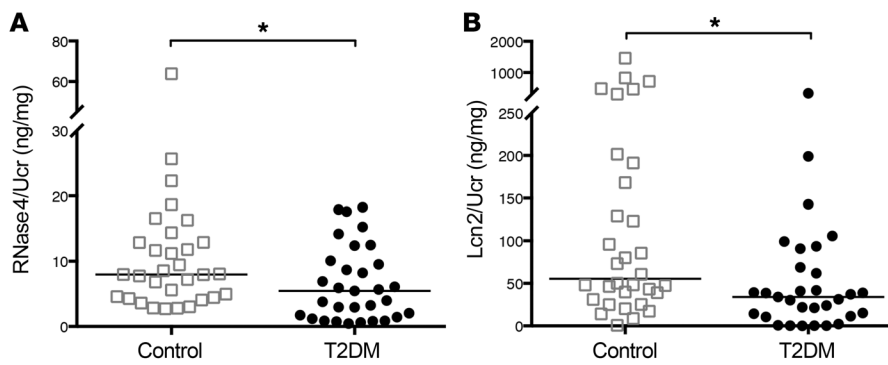 A
*
80
60
30
20
10
0
RNase4/Ucr (ng/mg)
Control
T2DM
B
*
2000
1000
250
200
150
100
50
0
Lcn2/Ucr (ng/mg)
Control
T2DM